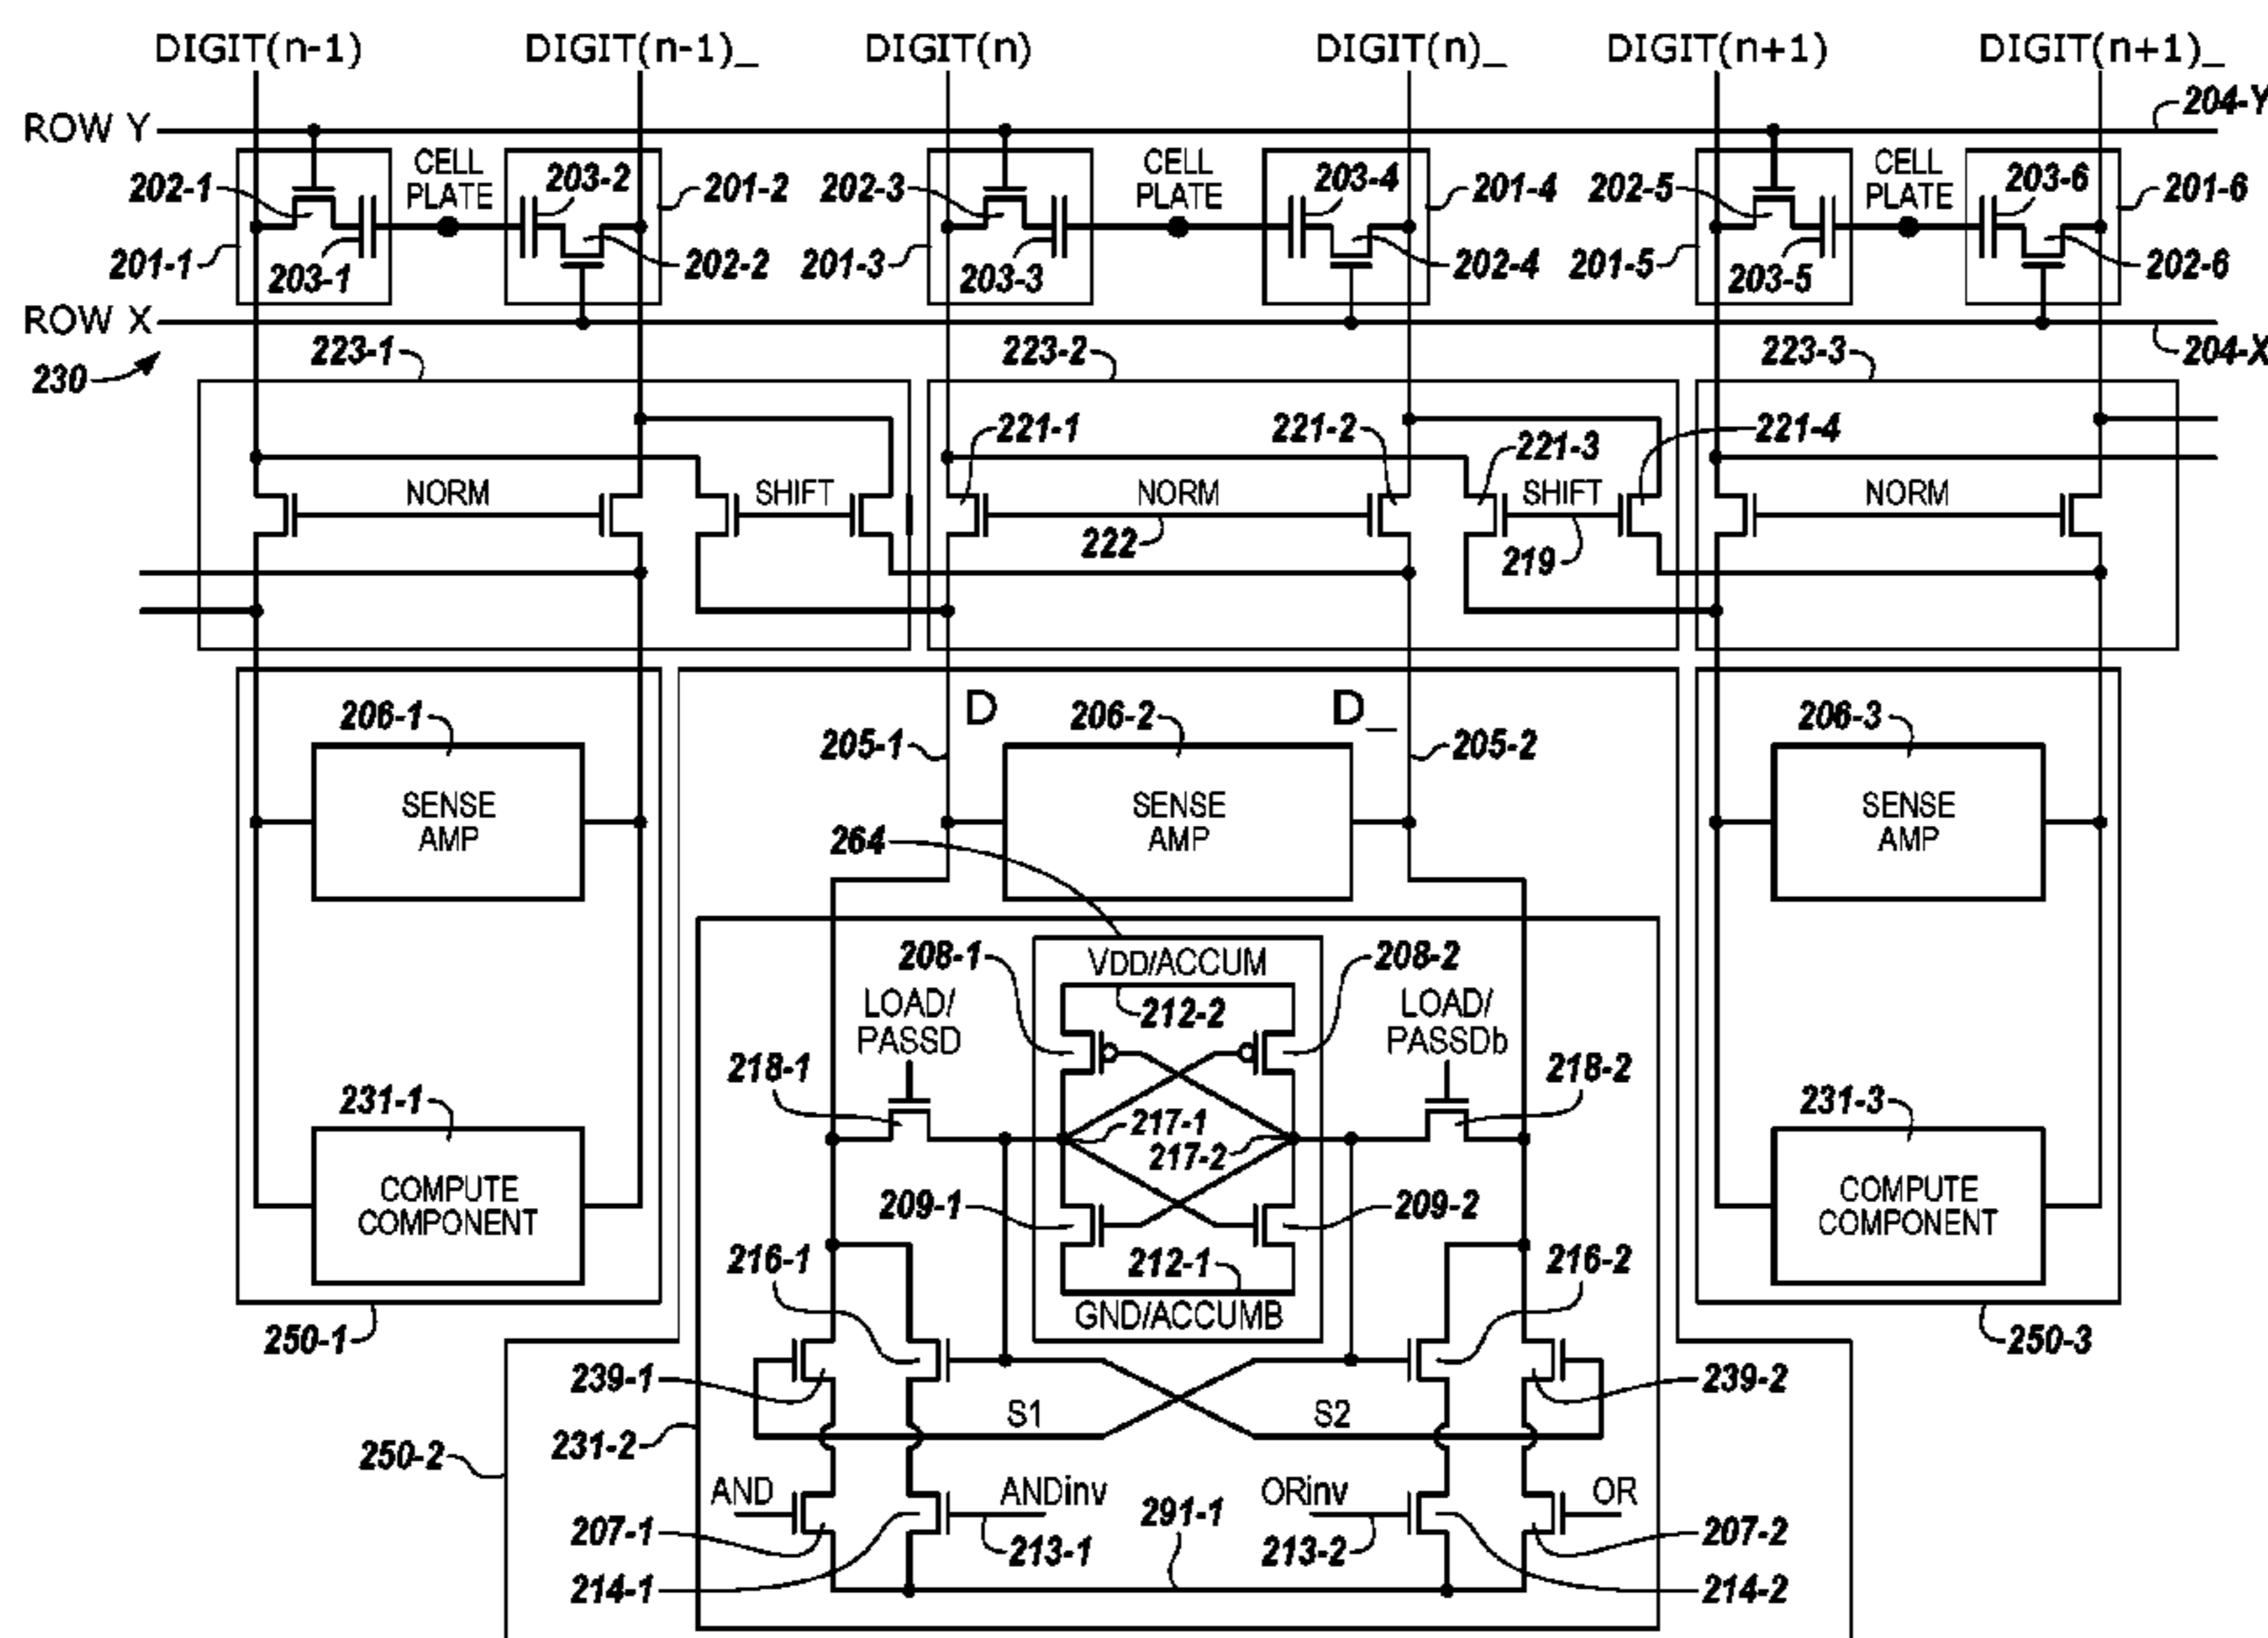 DIGIT(n-1) DIGIT(n-1)_ DIGIT(n) DIGIT(n)_ DIGIT(n+1) DIGIT(n+1)_
ROW Y
204-Y
202-1
CELL
PLATE
203-2
201-2
202-3
CELL
PLATE
203-4
201-4
202-5
CELL
PLATE
203-6
201-6
201-1
203-1
202-2
201-3
203-3
202-4
201-5
203-5
202-6
ROW X
204-X
230
223-1
223-2
223-3
221-1
221-2
221-3
221-4
NORM
SHIFT
NORM
SHIFT
NORM
222
219
D
D_
206-1
205-1
206-2
205-2
206-3
SENSE
AMP
SENSE
AMP
SENSE
AMP
264
208-1
VDD/ACCUM
208-2
LOAD/
PASSD
212-2
LOAD/
PASSDb
218-1
218-2
231-1
217-1
217-2
231-3
COMPUTE
COMPONENT
COMPUTE
COMPONENT
209-1
209-2
216-1
212-1
216-2
GND/ACCUMB
250-1
250-3
239-1
239-2
S1
S2
231-2
250-2
AND
ANDinv
ORinv
OR
291-1
207-1
213-1
213-2
207-2
214-1
214-2